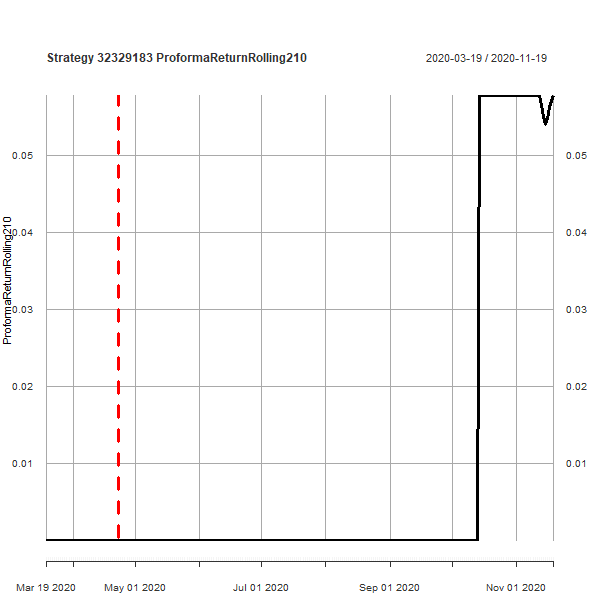 Strategy 32329183 ProformaReturnRolling210
2020-03-19 / 2020-11-19
ProformaReturnRolling210
0.05 0.05
0.04 0.04
0.03 0.03
0.02 0.02
0.01 0.01
Mar 19 2020 May 01 2020 Jul 01 2020 Sep 01 2020 Nov 01 2020